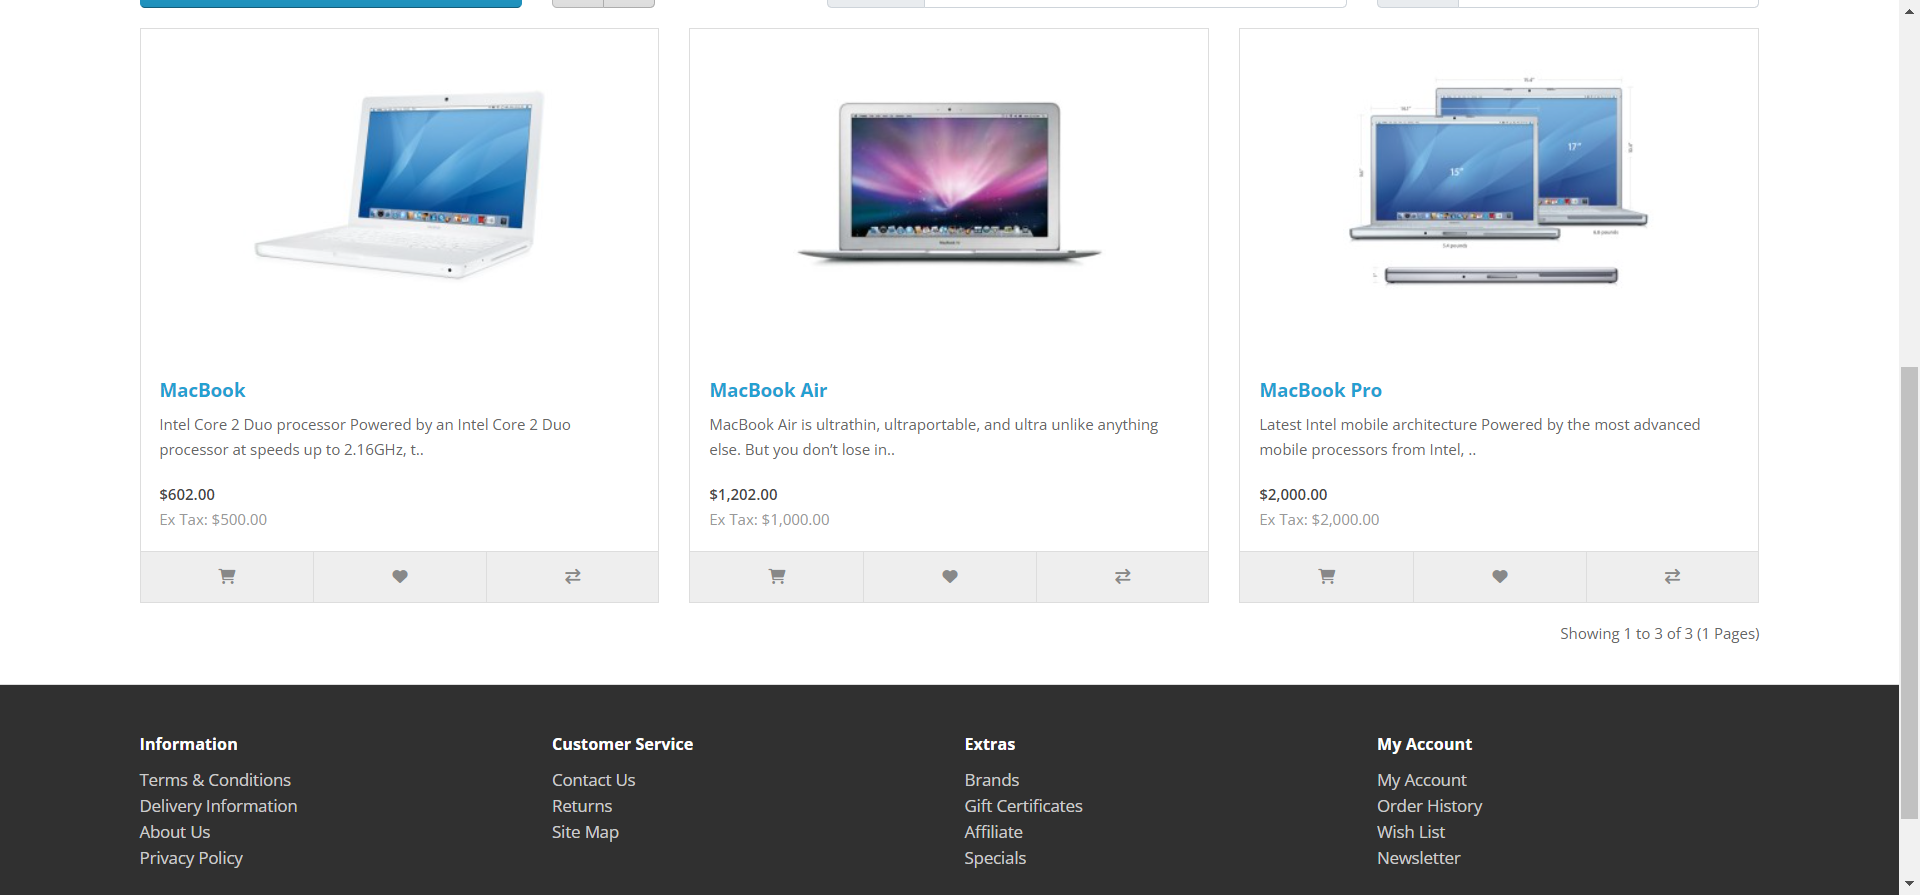 15"
17"
MacBook
Intel Core 2 Duo processor Powered by an Intel Core 2 Duo
processor at speeds up to 2.16GHz, t..
$602.00
Ex Tax: $500.00
MacBook Air
MacBook Air is ultrathin, ultraportable, and ultra unlike anything
else. But you don’t lose in..
$1,202.00
Ex Tax: $1,000.00
MacBook Pro
Latest Intel mobile architecture Powered by the most advanced
mobile processors from Intel, ..
$2,000.00
Ex Tax: $2,000.00
Showing 1 to 3 of 3 (1 Pages)
Information
Terms & Conditions
Delivery Information
About Us
Privacy Policy
Customer Service
Contact Us
Returns
Site Map
Extras
Brands
Gift Certificates
Affiliate
Specials
My Account
My Account
Order History
Wish List
Newsletter